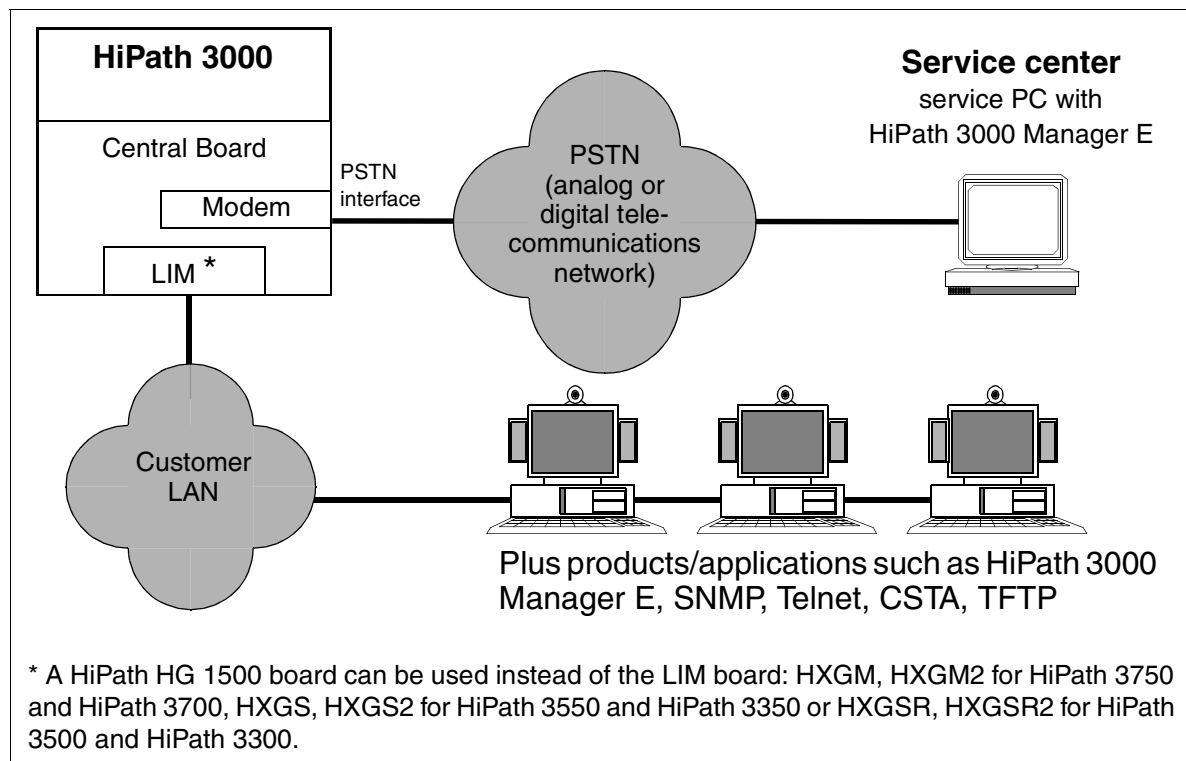 HiPath 3000
Central Board
Modem
LIM *
PSTN
interface
PSTN
(analog or
digital tele-
communications
network)
Service center
service PC with
HiPath 3000 Manager E
Customer
LAN
Plus products/applications such as HiPath 3000
Manager E, SNMP, Telnet, CSTA, TFTP
* A HiPath HG 1500 board can be used instead of the LIM board: HXGM, HXGM2 for HiPath 3750
and HiPath 3700, HXGS, HXGS2 for HiPath 3550 and HiPath 3350 or HXGSR, HXGSR2 for HiPath
3500 and HiPath 3300.